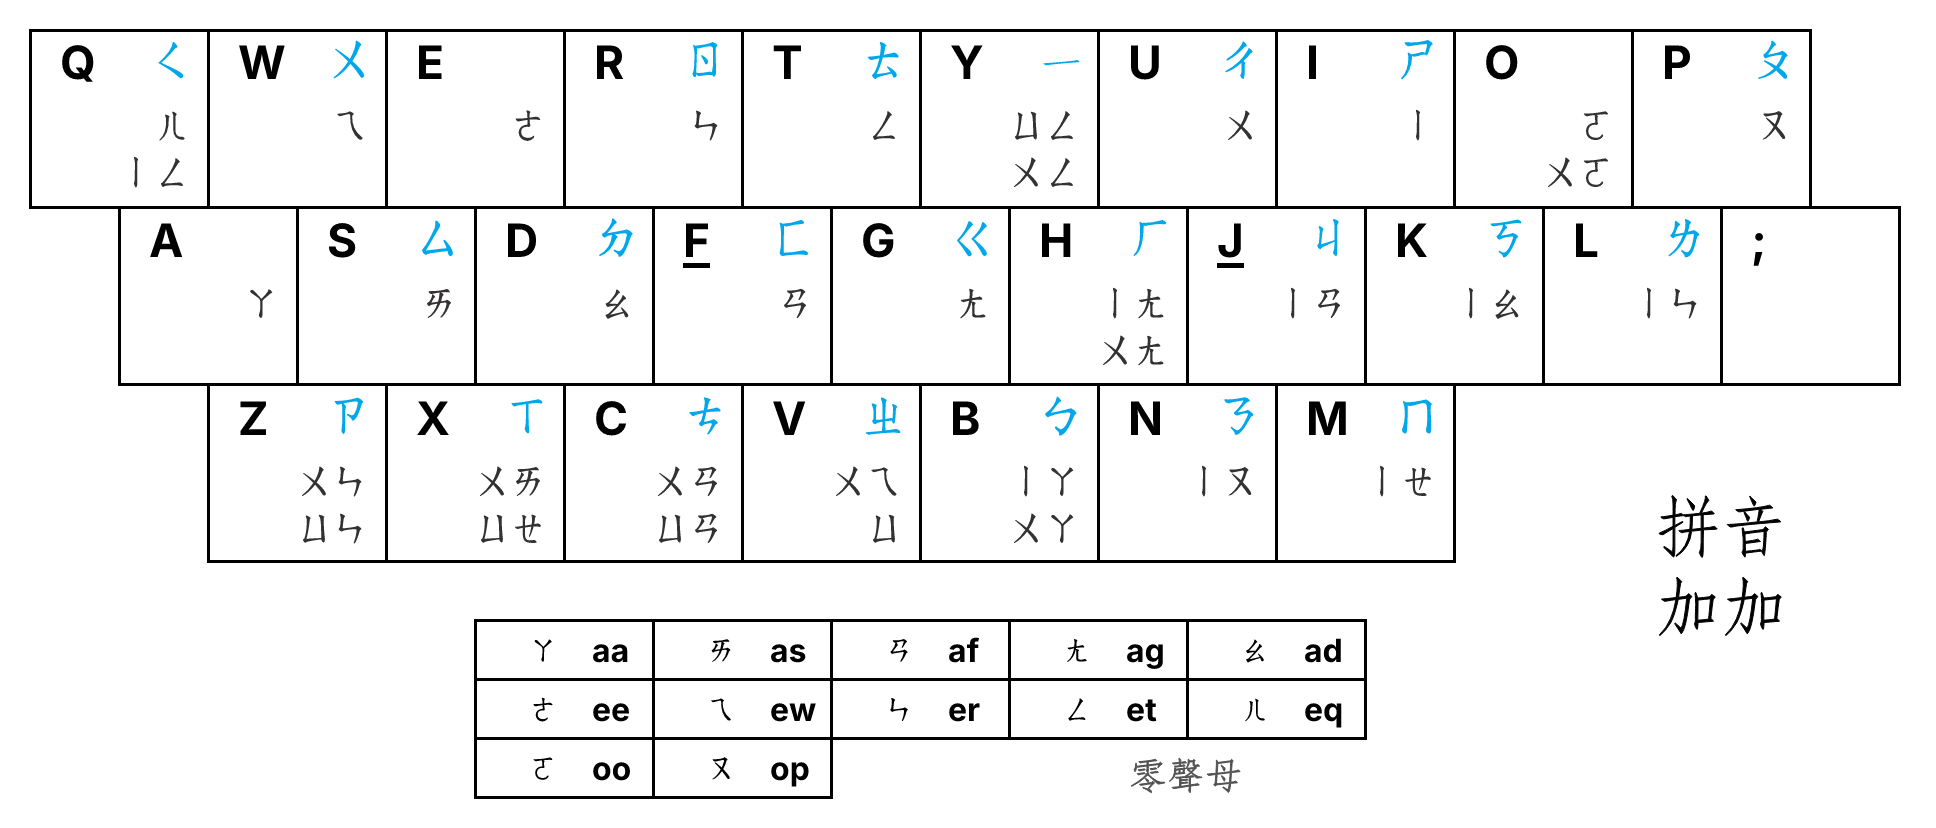 Q ㄑ W ㄨ E R ㄖ T ㄊ Y ㄧ U ㄔ I ㄕ O P ㄆ
ㄦ ㄟ ㄜ ㄣ ㄥ ㄩㄥ ㄨ ㄧ ㄛ ㄡ
ㄧㄥ ㄨㄥ ㄨㄛ
A S ㄙ D ㄉ F ㄈ G ㄍ H ㄏ J ㄐ K ㄎ L ㄌ ;
ㄚ ㄞ ㄠ ㄢ ㄤ ㄧㄤ ㄧㄢ ㄧㄠ ㄧㄣ
ㄨㄤ
Z ㄗ X ㄒ C ㄘ V ㄓ B ㄅ N ㄋ M ㄇ
ㄨㄣ ㄨㄞ ㄨㄢ ㄨㄟ ㄧㄚ ㄧㄡ ㄧㄝ
ㄩㄣ ㄩㄝ ㄩㄢ ㄩ ㄨㄚ
拼音
加加
ㄚ aa ㄞ as ㄢ af ㄤ ag ㄠ ad
ㄜ ee ㄟ ew ㄣ er ㄥ et ㄦ eq
ㄛ oo ㄡ op
零聲母